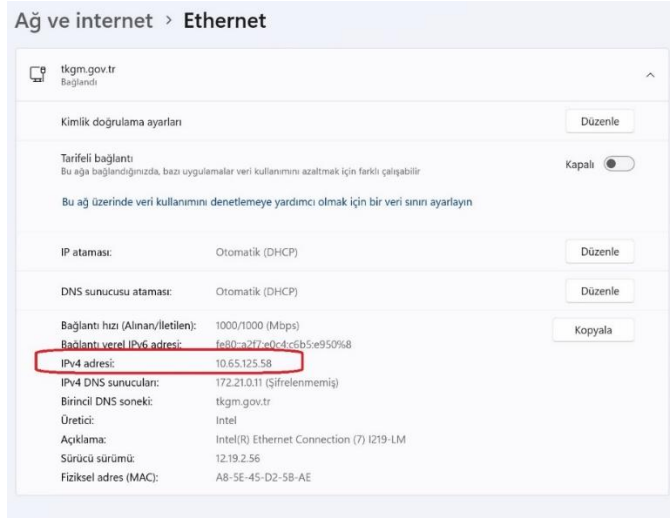 Ağ ve internet > Ethernet
tkgm.gov.tr
Bağlandı
Kimlik doğrulama ayarları
Düzenle
Tarifeli bağlantı
Bu ağa bağlandığınızda, bazı uygulamalar veri kullanımını azaltmak için farklı çalışabilir
Kapalı
Bu ağ üzerinde veri kullanımını denetlemeye yardımcı olmak için bir veri sınırı ayarlayın
IP ataması: Otomatik (DHCP) Düzenle
DNS sunucusu ataması: Otomatik (DHCP) Düzenle
Bağlantı hızı (Alınan/İletilen): 1000/1000 (Mbps) Kopyala
Bağlantı verel IPv6 adresi: fe80::a2f7:e0c4:c6b5:e950%8
IPv4 adresi: 10.65.125.58
IPv4 DNS sunucuları: 172.21.0.11 (Şifrelenmemiş)
Birincil DNS soneki: tkgm.gov.tr
Üretici: Intel
Açıklama: Intel(R) Ethernet Connection (7) I219-LM
Sürücü sürümü: 12.19.2.56
Fiziksel adres (MAC): A8-5E-45-D2-5B-AE